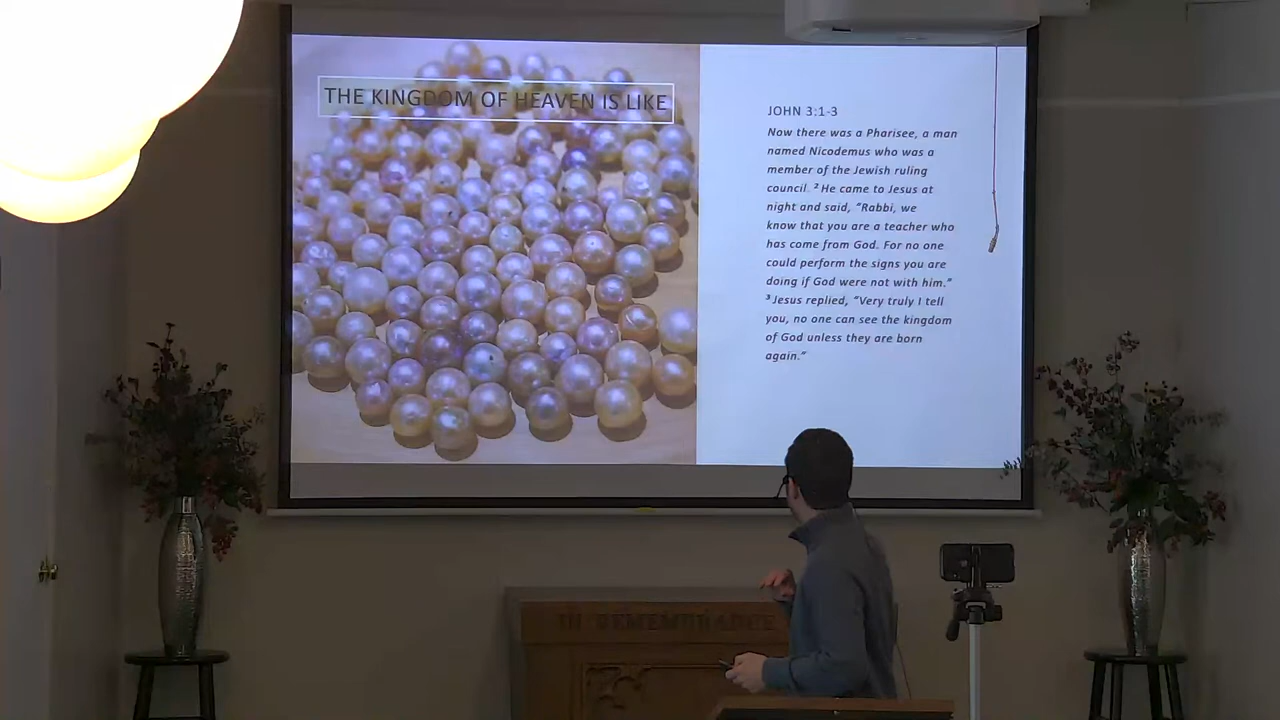 THE KINGDOM OF HEAVEN IS LIKE
JOHN 3:1-3
Now there was a Pharisee, a man
named Nicodemus who was a
member of the Jewish ruling
council. ² He came to Jesus at
night and said, “Rabbi, we
know that you are a teacher who
has come from God. For no one
could perform the signs you are
doing if God were not with him.”
³ Jesus replied, “Very truly I tell
you, no one can see the kingdom
of God unless they are born
again.”
IN REMEMBRANCE